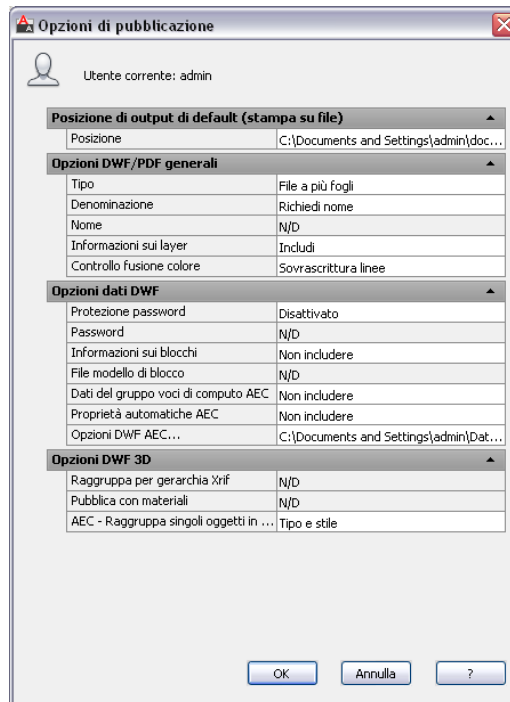 Opzioni di pubblicazione
Utente corrente: admin
Posizione di output di default (stampa su file)
Posizione C:\Documents and Settings\admin\doc...
Opzioni DWF/PDF generali
Tipo File a più fogli
Denominazione Richiedi nome
Nome N/D
Informazioni sui layer Includi
Controllo fusione colore Sovrascrittura linee
Opzioni dati DWF
Protezione password Disattivato
Password N/D
Informazioni sui blocchi Non includere
File modello di blocco N/D
Dati del gruppo voci di computo AEC Non includere
Proprietà automatiche AEC Non includere
Opzioni DWF AEC... C:\Documents and Settings\admin\Dat...
Opzioni DWF 3D
Raggruppa per gerarchia Xrif N/D
Pubblica con materiali N/D
AEC - Raggruppa singoli oggetti in ... Tipo e stile
OK Annulla ?